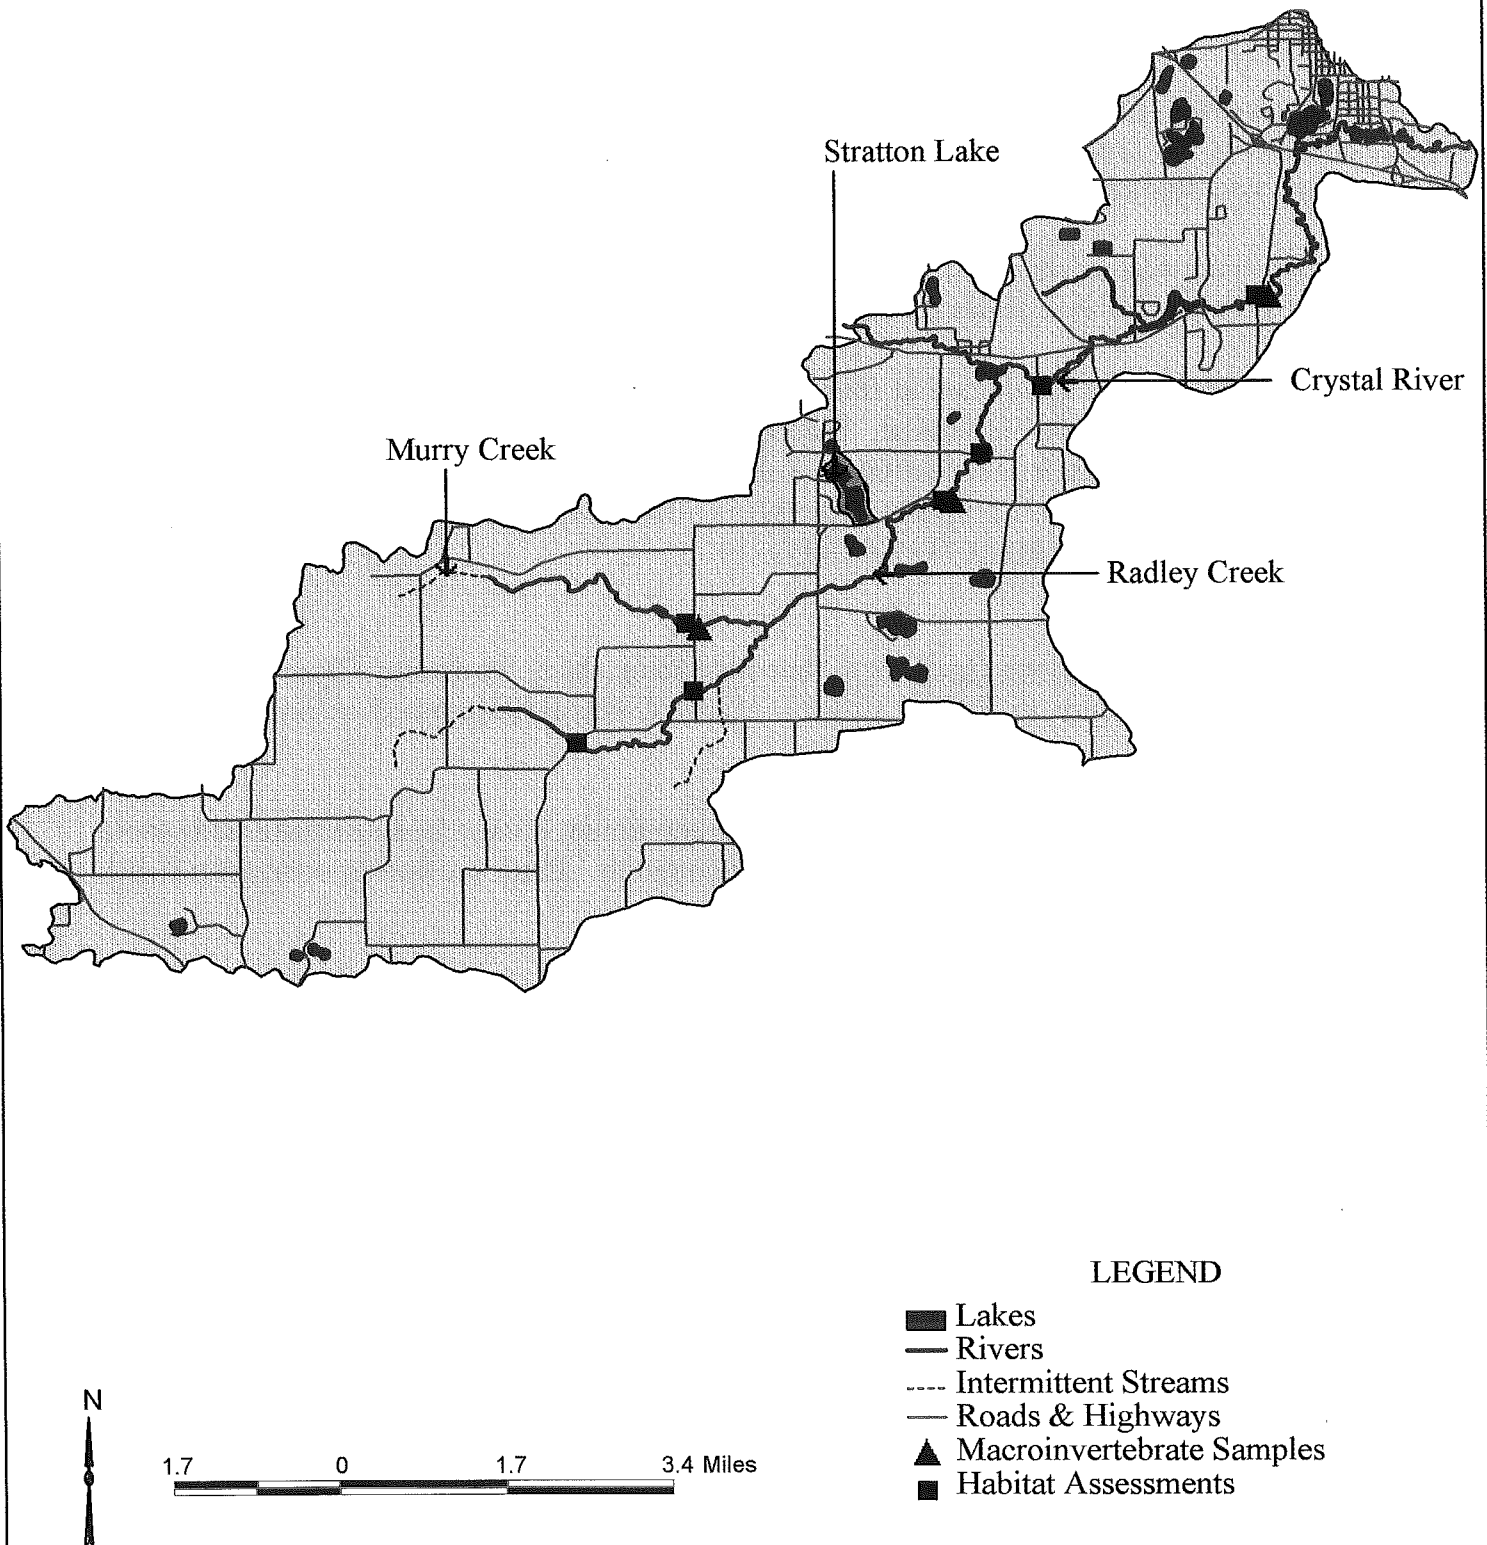 Stratton Lake
Crystal River
Murry Creek
Radley Creek
LEGEND
Lakes
Rivers
Intermittent Streams
Roads & Highways
Macroinvertebrate Samples
Habitat Assessments
N
1.7 0 1.7 3.4 Miles